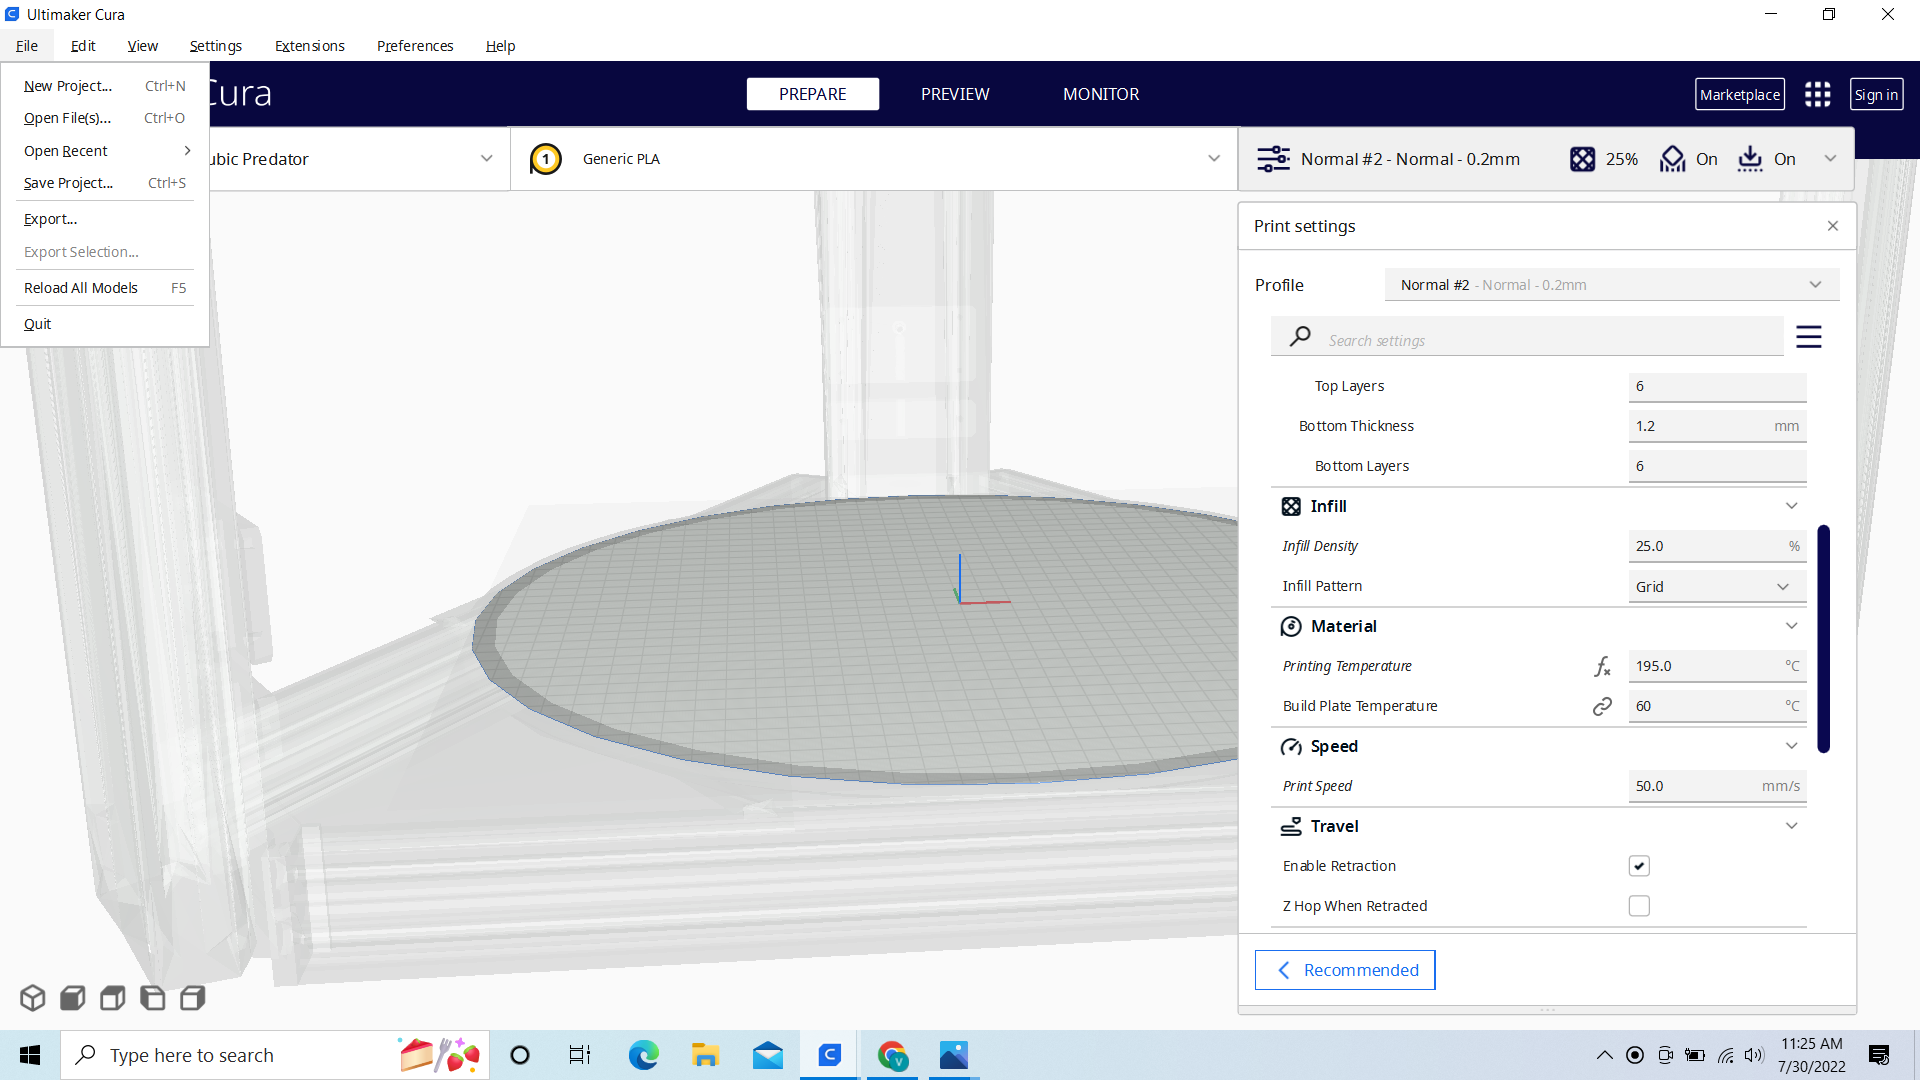 Ultimaker Cura
File Edit View Settings Extensions Preferences Help
New Project... Ctrl+N
Open File(s)... Ctrl+O
Open Recent
Save Project... Ctrl+S
Export...
Export Selection...
Reload All Models F5
Quit
Cura
PREPARE PREVIEW MONITOR
Marketplace Sign in
ubic Predator
1 Generic PLA
Normal #2 - Normal - 0.2mm 25% On On
Print settings
Profile Normal #2 - Normal - 0.2mm
Search settings
Top Layers 6
Bottom Thickness 1.2 mm
Bottom Layers 6
Infill
Infill Density 25.0 %
Infill Pattern Grid
Material
Printing Temperature fx 195.0 °C
Build Plate Temperature 60 °C
Speed
Print Speed 50.0 mm/s
Travel
Enable Retraction
Z Hop When Retracted
Recommended
Type here to search
V
11:25 AM
7/30/2022